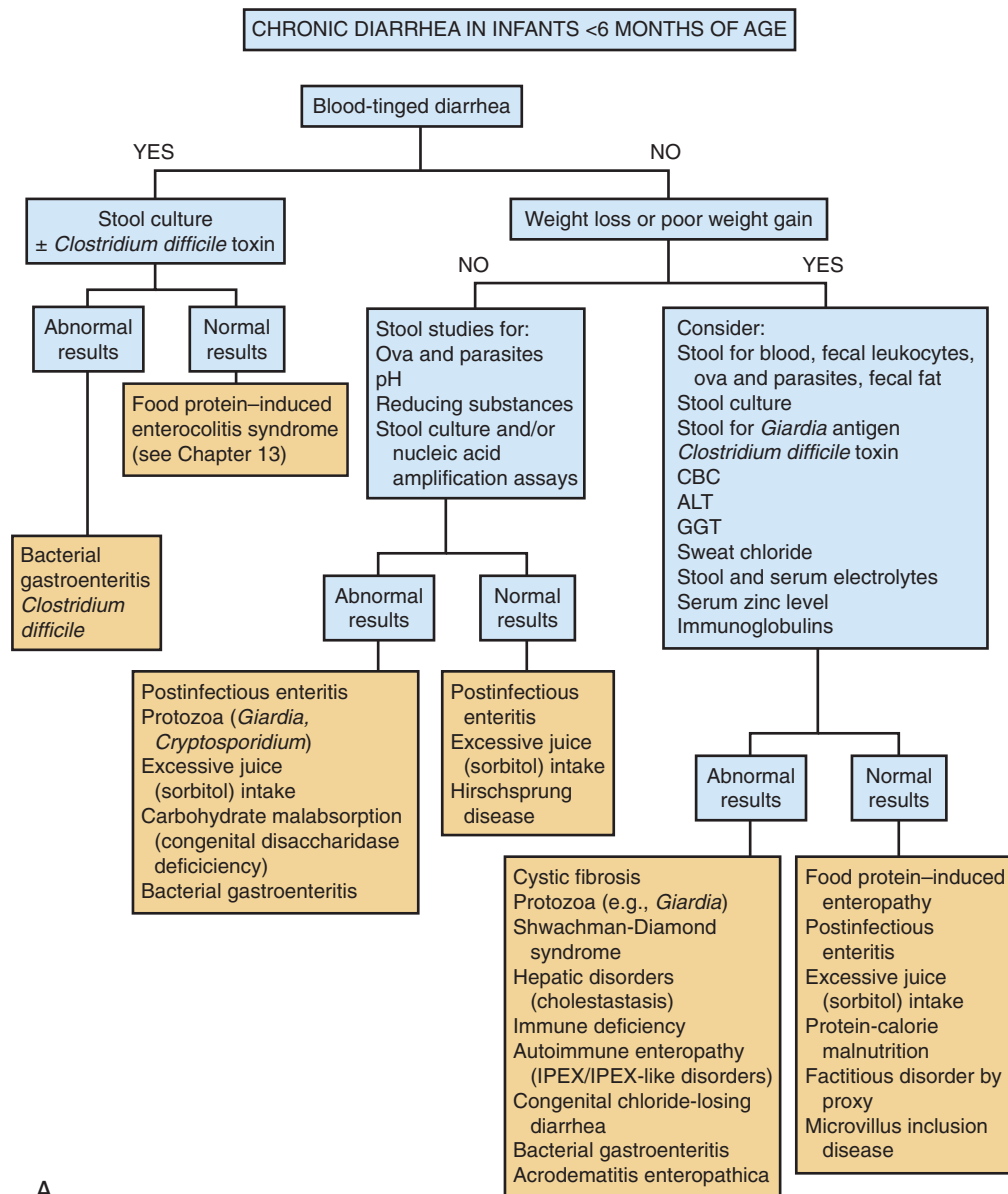 CHRONIC DIARRHEA IN INFANTS <6 MONTHS OF AGE
Blood-tinged diarrhea
YES
NO
Stool culture
± Clostridium difficile toxin
Weight loss or poor weight gain
NO
YES
Abnormal
results
Normal
results
Food protein–induced
enterocolitis syndrome
(see Chapter 13)
Bacterial
gastroenteritis
Clostridium
difficile
Stool studies for:
Ova and parasites
pH
Reducing substances
Stool culture and/or
nucleic acid
amplification assays
Abnormal
results
Normal
results
Postinfectious enteritis
Protozoa (Giardia,
Cryptosporidium)
Excessive juice
(sorbitol) intake
Carbohydrate malabsorption
(congenital disaccharidase
deficiciency)
Bacterial gastroenteritis
Postinfectious
enteritis
Excessive juice
(sorbitol) intake
Hirschsprung
disease
Consider:
Stool for blood, fecal leukocytes,
ova and parasites, fecal fat
Stool culture
Stool for Giardia antigen
Clostridium difficile toxin
CBC
ALT
GGT
Sweat chloride
Stool and serum electrolytes
Serum zinc level
Immunoglobulins
Abnormal
results
Normal
results
Cystic fibrosis
Protozoa (e.g., Giardia)
Shwachman-Diamond
syndrome
Hepatic disorders
(cholestastasis)
Immune deficiency
Autoimmune enteropathy
(IPEX/IPEX-like disorders)
Congenital chloride-losing
diarrhea
Bacterial gastroenteritis
Acrodematitis enteropathica
Food protein–induced
enteropathy
Postinfectious
enteritis
Excessive juice
(sorbitol) intake
Protein-calorie
malnutrition
Factitious disorder by
proxy
Microvillus inclusion
disease
A